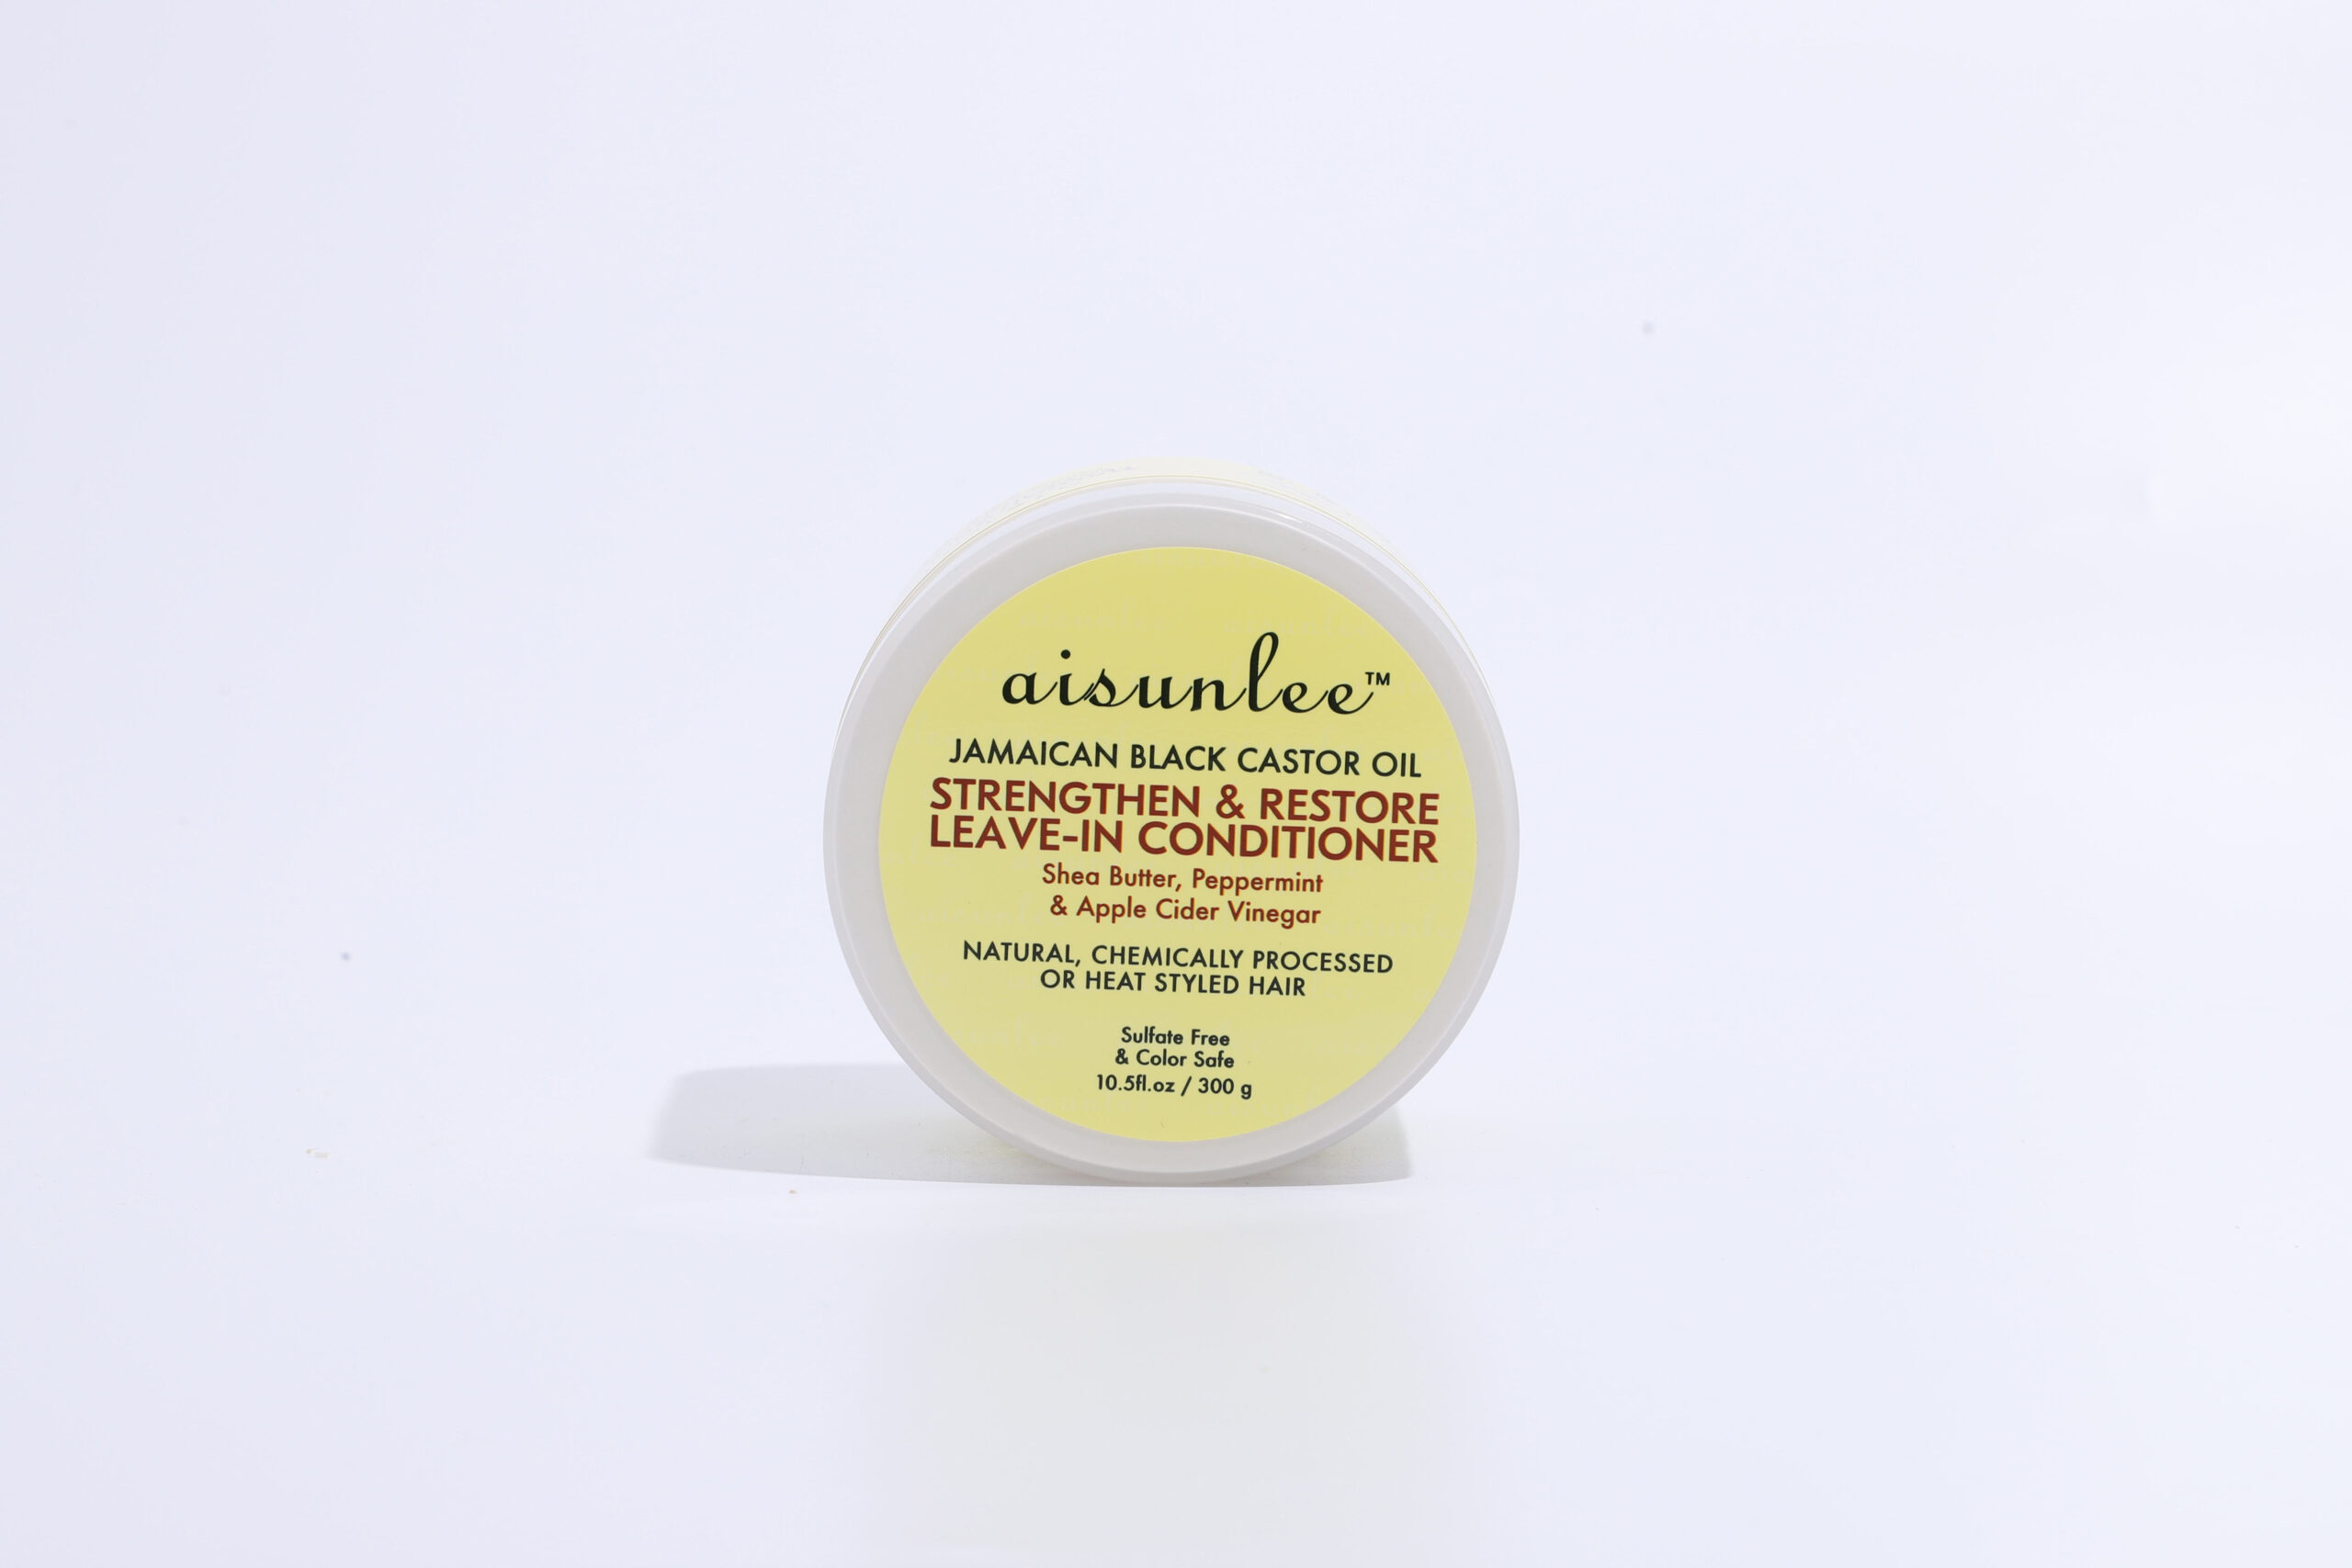 aisunlee™
JAMAICAN BLACK CASTOR OIL
STRENGTHEN & RESTORE
LEAVE-IN CONDITIONER
Shea Butter, Peppermint
& Apple Cider Vinegar
NATURAL, CHEMICALLY PROCESSED
OR HEAT STYLED HAIR
Sulfate Free
& Color Safe
10.5fl.oz / 300 g